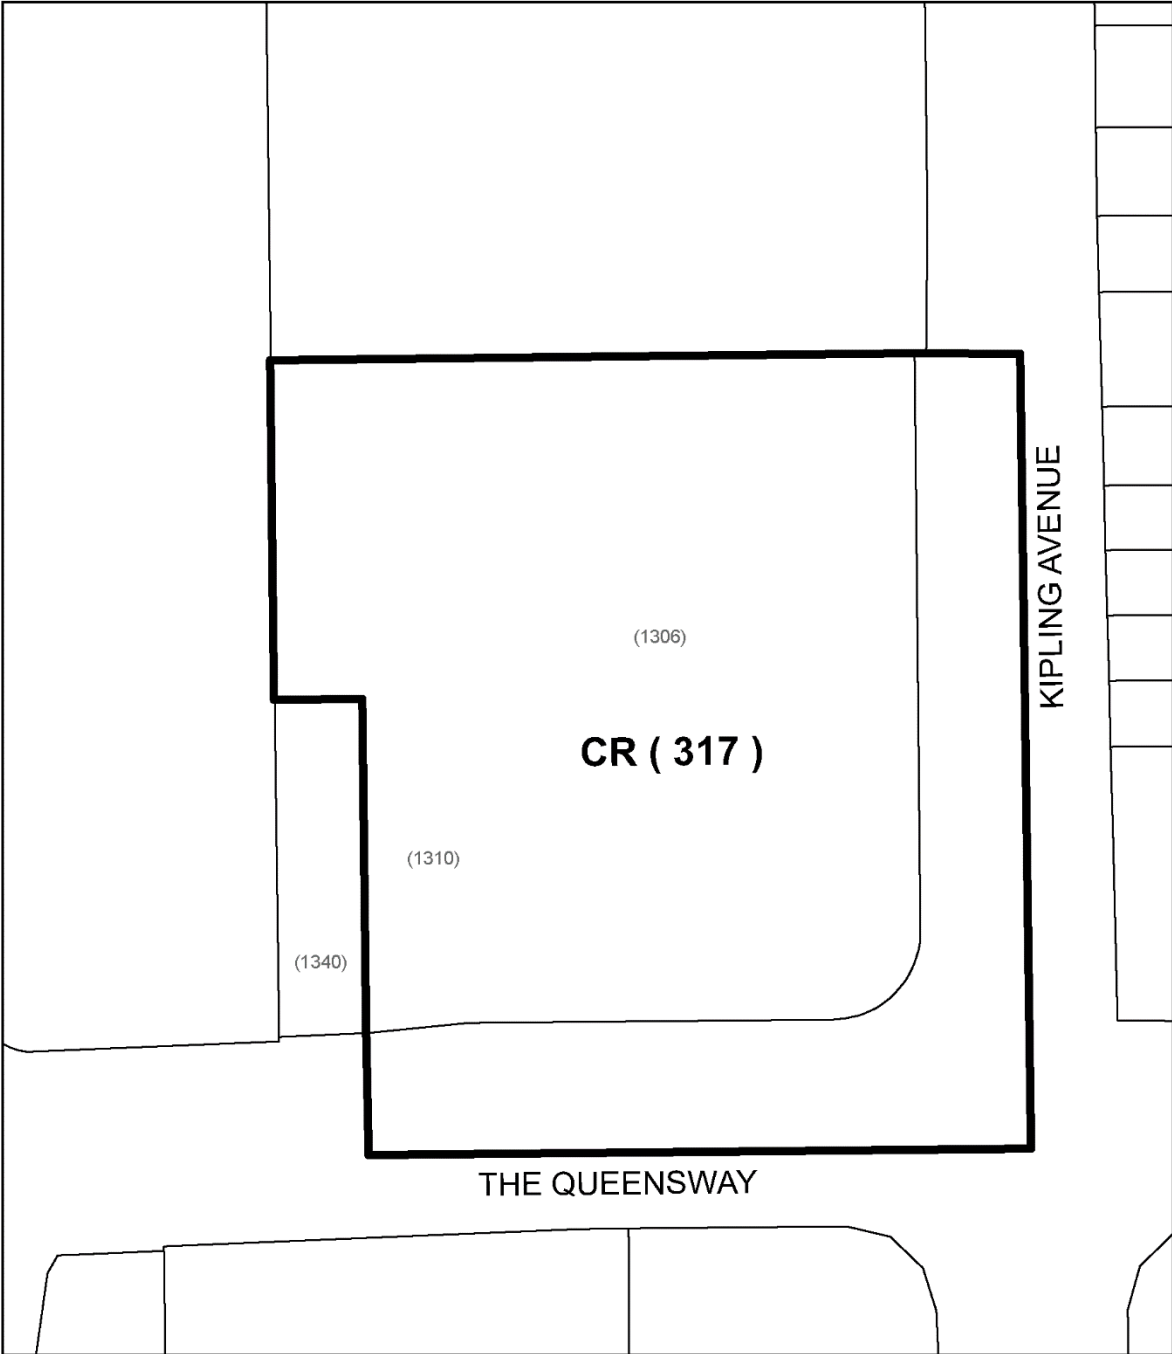 KIPLING AVENUE
(1306)
CR ( 317 )
(1310)
(1340)
THE QUEENSWAY